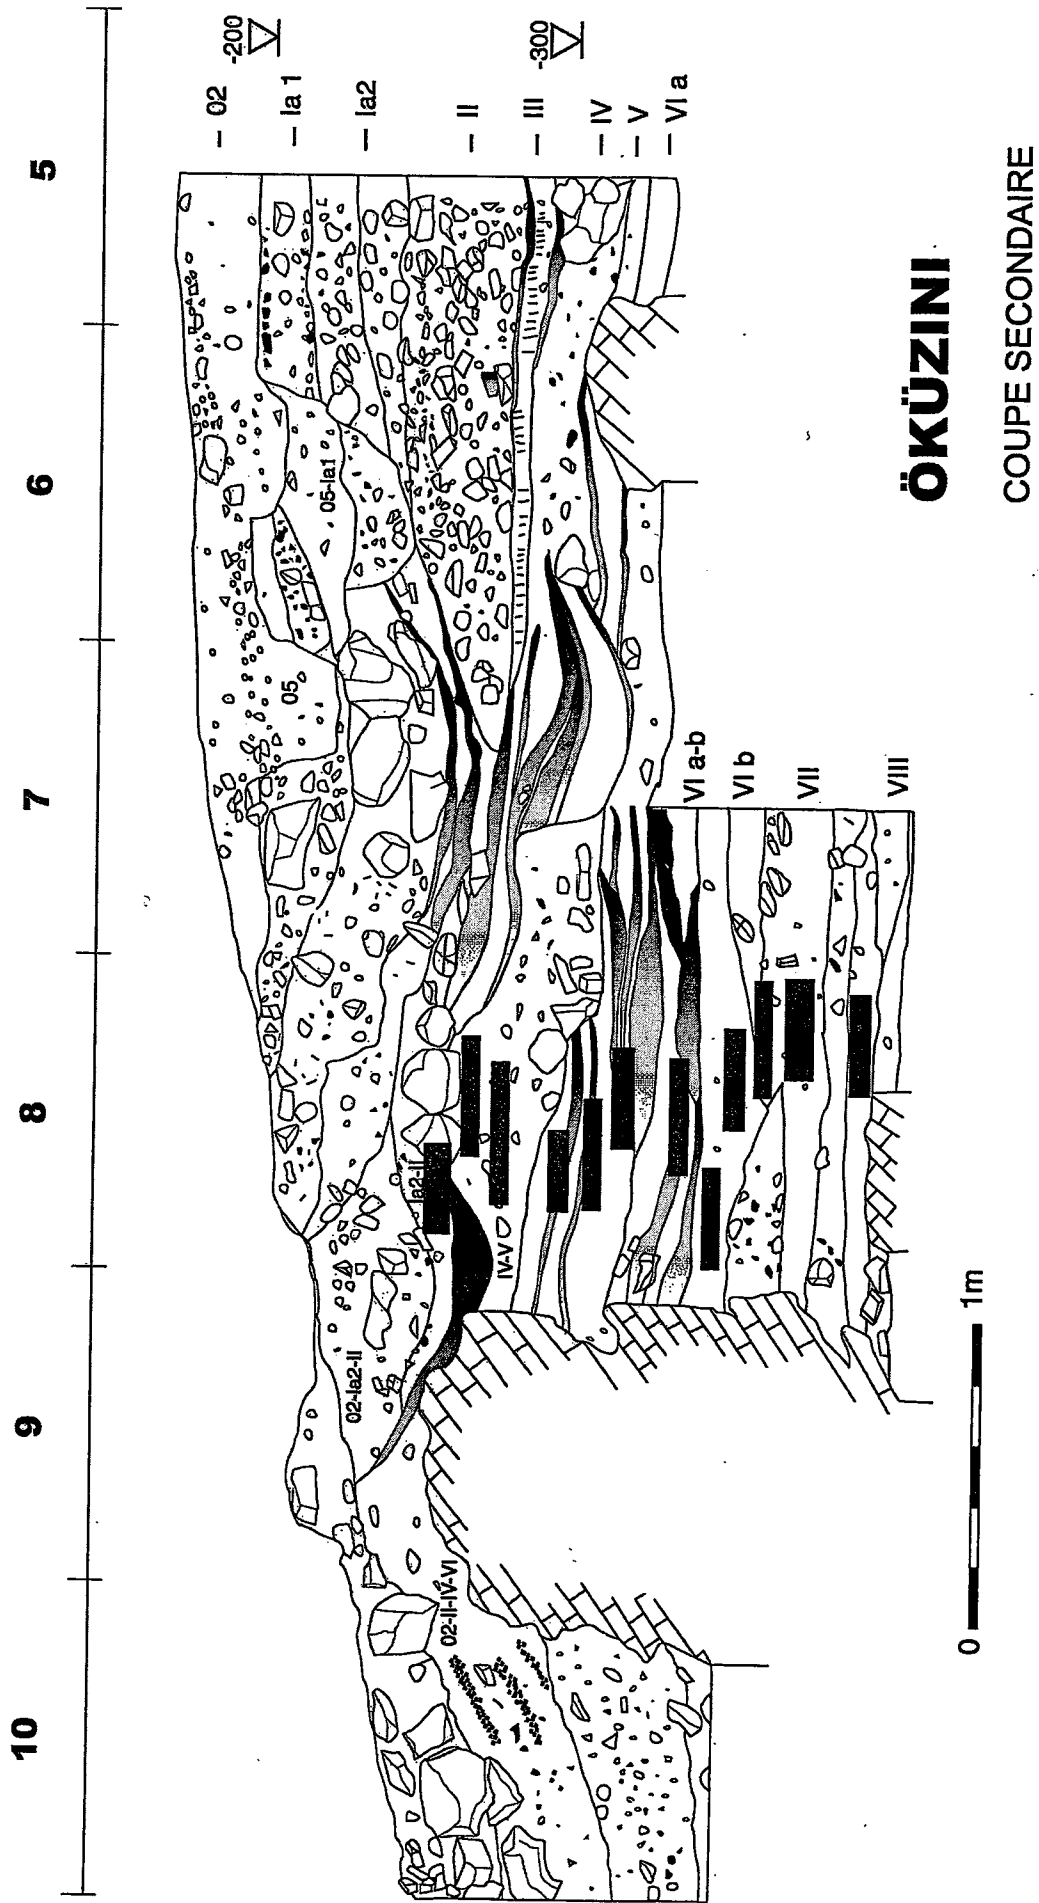 10 9 8 7 6 5
-200
-300
02
Ia 1
Ia2
II
III
IV
V
VI a
05
05-Ia1
02-Ia2-II
Ia2-II
IV-V
02-II-IV-VI
VI a-b
VI b
VII
VIII
0 1m
ÖKÜZINI
COUPE SECONDAIRE